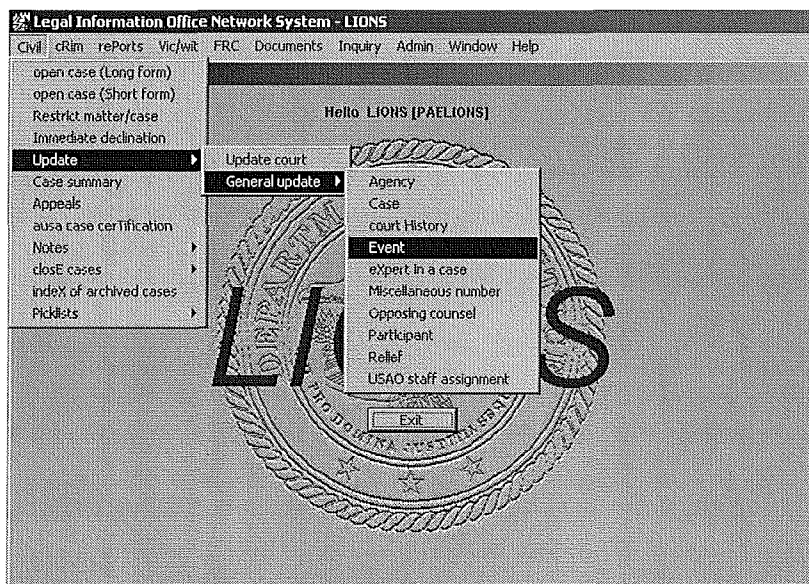 Legal Information Office Network System - LIONS
Civil cRim rePorts Vic/wit FRC Documents Inquiry Admin Window Help
open case (Long form)
open case (Short form)
Restrict matter/case
Immediate declination
Update
Case summary
Appeals
ausa case cerTification
Notes
closE cases
indeX of archived cases
Picklists
Hello LIONS [PAELIONS]
Update court
General update
Agency
Case
court History
Event
eXpert in a case
Miscellaneous number
Opposing counsel
Participant
Relief
USAO staff assignment
LIONS
Exit